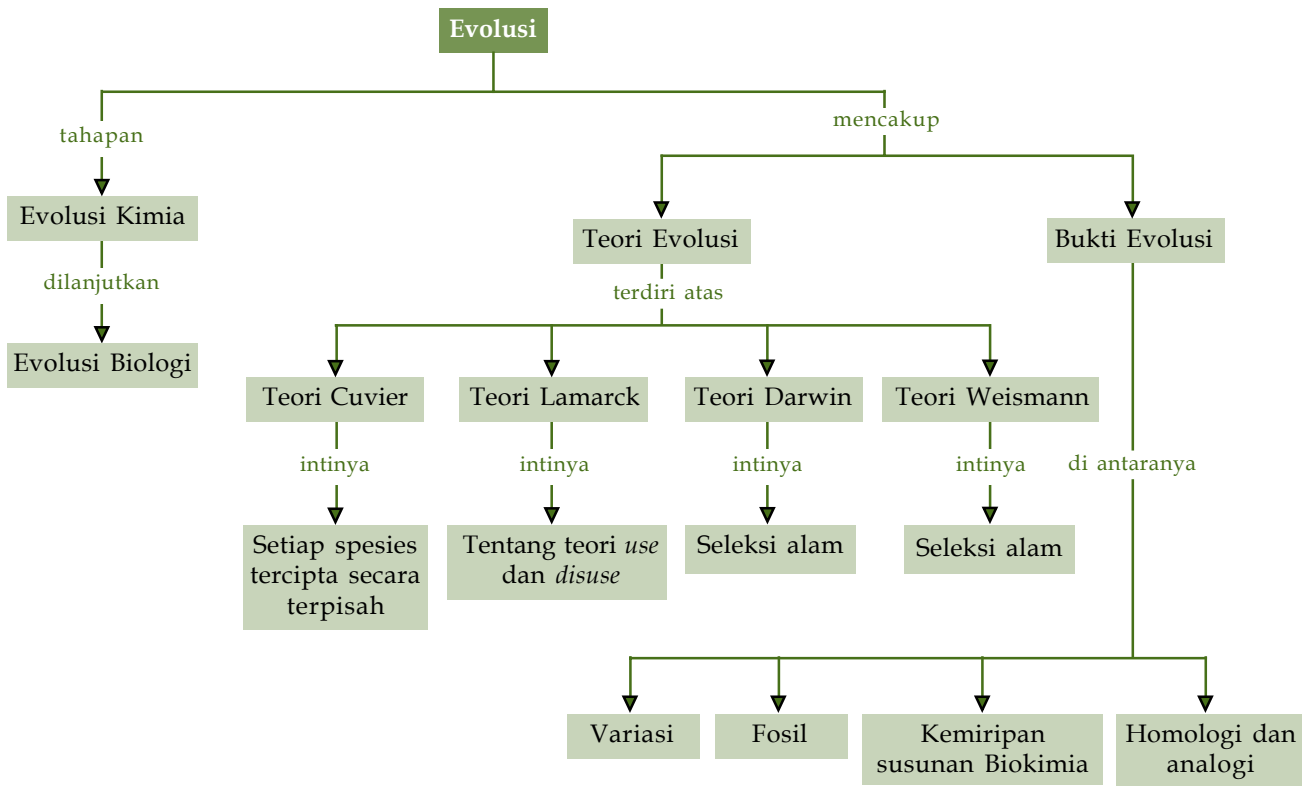 Evolusi
tahapan
mencakup
Evolusi Kimia
Teori Evolusi
Bukti Evolusi
dilanjutkan
terdiri atas
Evolusi Biologi
Teori Cuvier
Teori Lamarck
Teori Darwin
Teori Weismann
intinya
intinya
intinya
intinya
di antaranya
Setiap spesies
tercipta secara
terpisah
Tentang teori use
dan disuse
Seleksi alam
Seleksi alam
Variasi
Fosil
Kemiripan
susunan Biokimia
Homologi dan
analogi